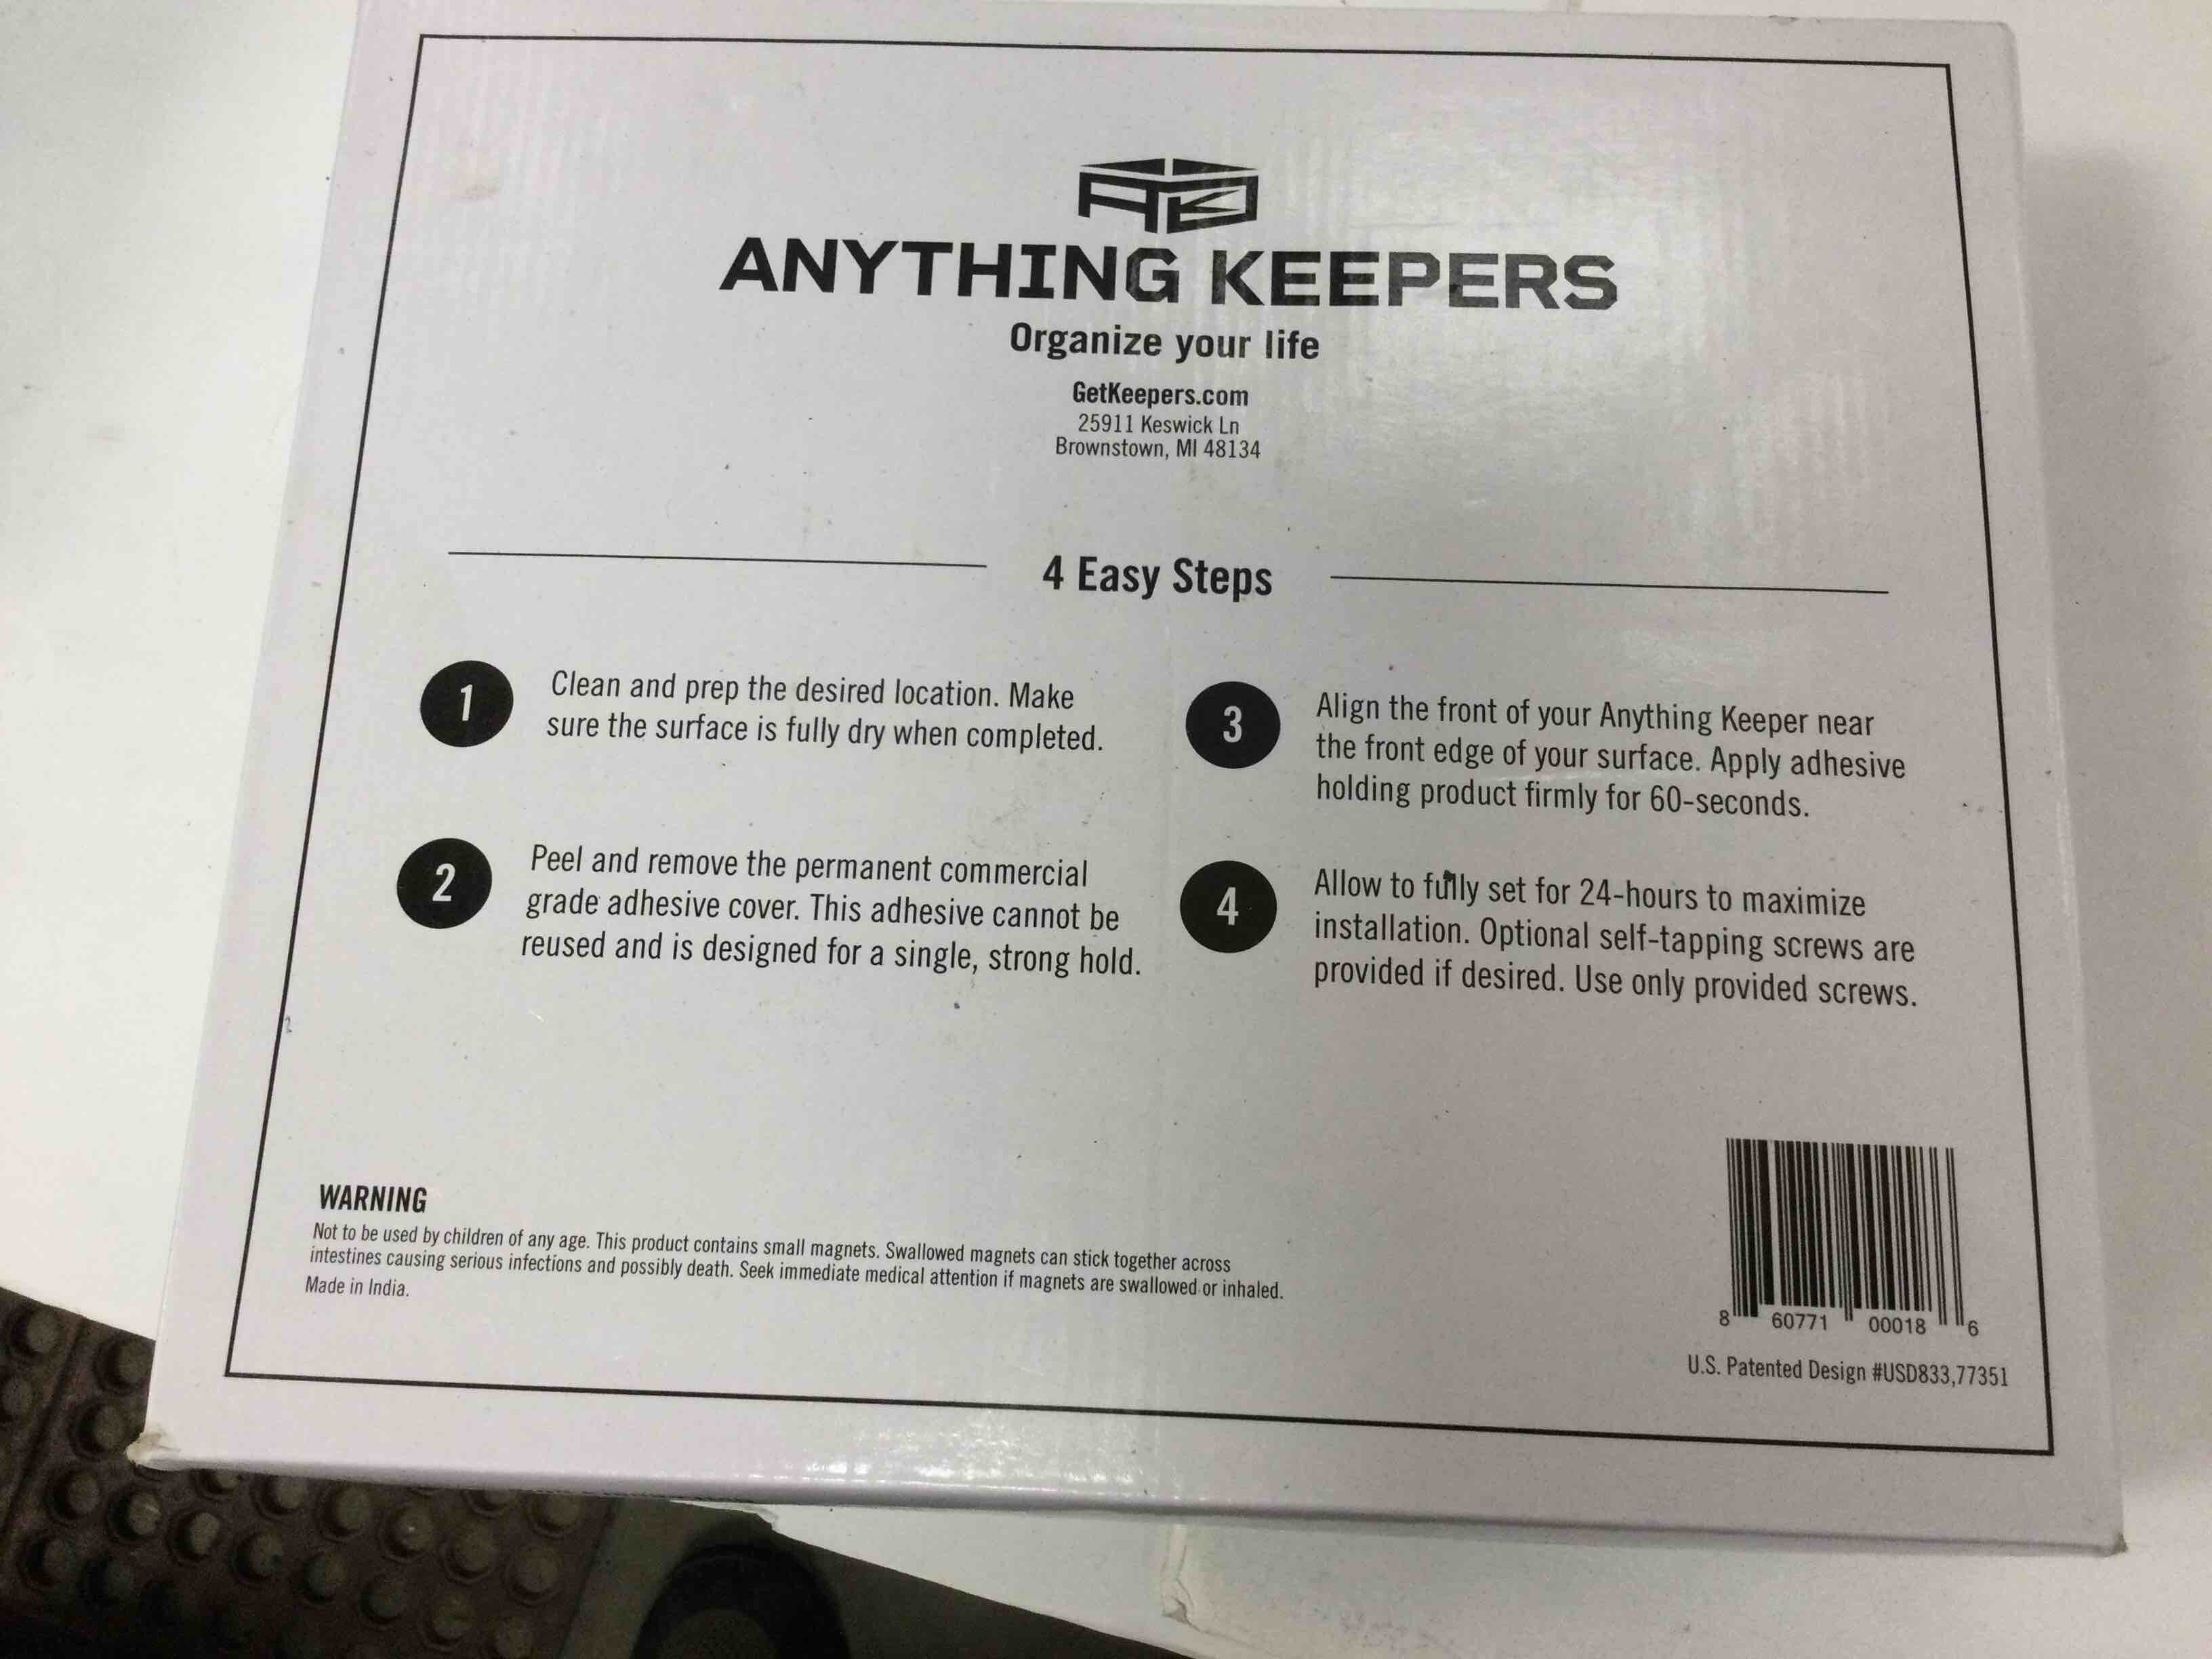 ANYTHING KEEPERS
Organize your life
GetKeepers.com
25911 Keswick Ln
Brownstown, MI 48134
4 Easy Steps
1
Clean and prep the desired location. Make
sure the surface is fully dry when completed.
2
Peel and remove the permanent commercial
grade adhesive cover. This adhesive cannot be
reused and is designed for a single, strong hold.
3
Align the front of your Anything Keeper near
the front edge of your surface. Apply adhesive
holding product firmly for 60-seconds.
4
Allow to fully set for 24-hours to maximize
installation. Optional self-tapping screws are
provided if desired. Use only provided screws.
WARNING
Not to be used by children of any age. This product contains small magnets. Swallowed magnets can stick together across
intestines causing serious infections and possibly death. Seek immediate medical attention if magnets are swallowed or inhaled.
Made in India.
8 60771 00018 6
U.S. Patented Design #USD833,77351